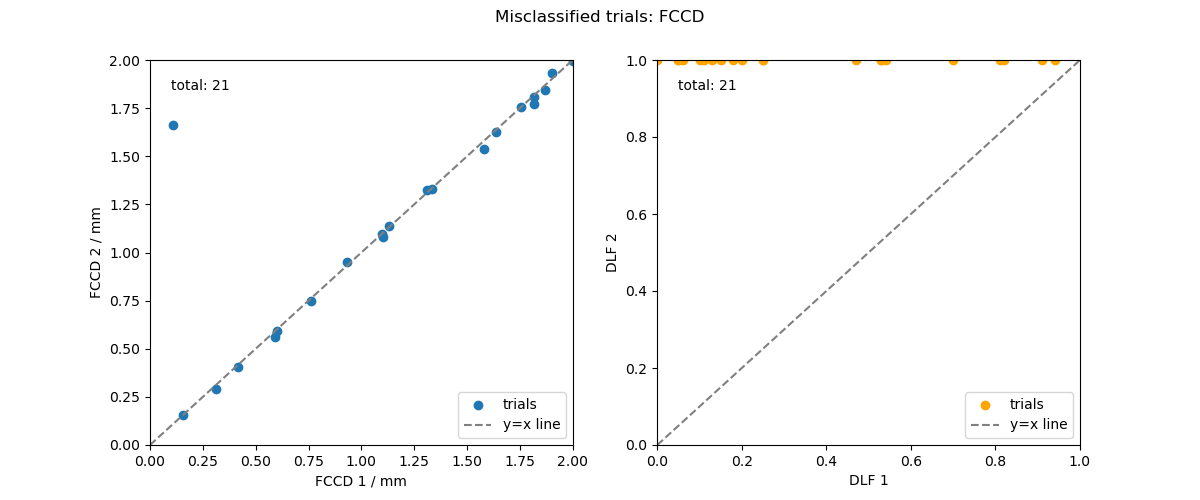 Misclassified trials: FCCD
total: 21
2.00
1.75
1.50
1.25
1.00
0.75
0.50
0.25
0.00
FCCD 2 / mm
trials
y=x line
0.00 0.25 0.50 0.75 1.00 1.25 1.50 1.75 2.00
FCCD 1 / mm
total: 21
1.0
0.8
0.6
0.4
0.2
0.0
DLF 2
trials
y=x line
0.0 0.2 0.4 0.6 0.8 1.0
DLF 1